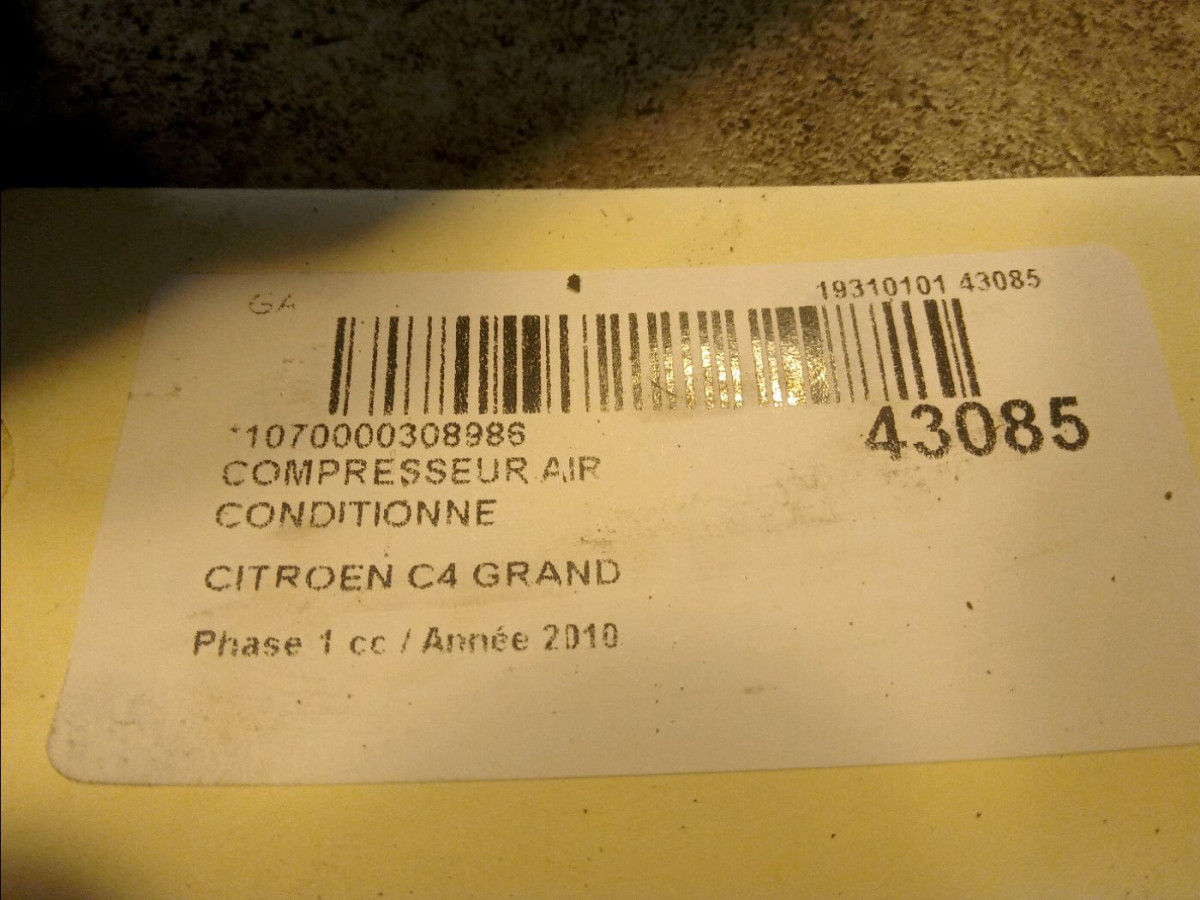 GA
19310101 43085
*1070000308986
43085
COMPRESSEUR AIR
CONDITIONNE
CITROEN C4 GRAND
Phase 1 cc / Année 2010